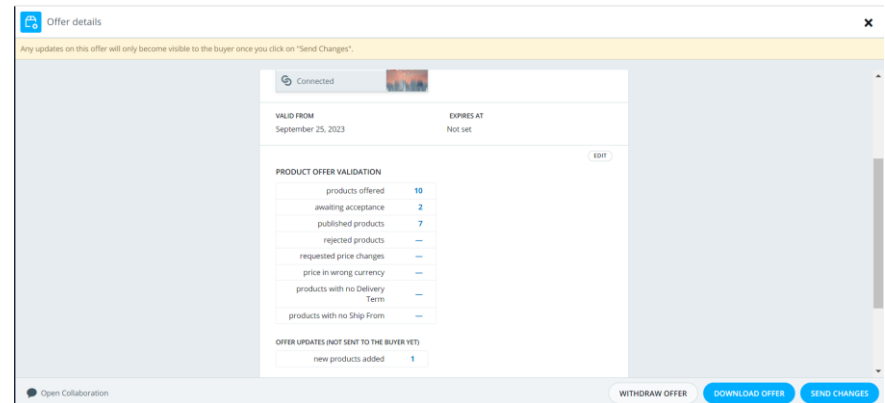 Offer details
Any updates on this offer will only become visible to the buyer once you click on "Send Changes".
Connected
VALID FROM EXPIRES AT
September 25, 2023 Not set
EDIT
PRODUCT OFFER VALIDATION
products offered 10
awaiting acceptance 2
published products 7
rejected products —
requested price changes —
price in wrong currency —
products with no Delivery
Term —
products with no Ship From —
OFFER UPDATES (NOT SENT TO THE BUYER YET)
new products added 1
Open Collaboration WITHDRAW OFFER DOWNLOAD OFFER SEND CHANGES